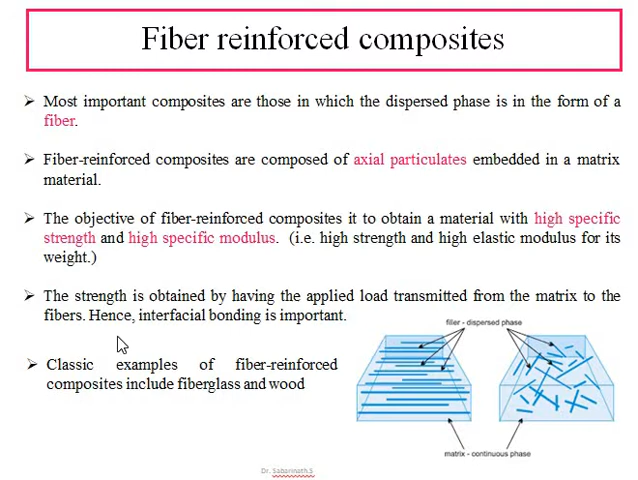 Fiber reinforced composites
➢ Most important composites are those in which the dispersed phase is in the form of a
fiber.
➢ Fiber-reinforced composites are composed of axial particulates embedded in a matrix
material.
➢ The objective of fiber-reinforced composites it to obtain a material with high specific
strength and high specific modulus. (i.e. high strength and high elastic modulus for its
weight.)
➢ The strength is obtained by having the applied load transmitted from the matrix to the
fibers. Hence, interfacial bonding is important.
➢ Classic examples of fiber-reinforced
composites include fiberglass and wood
filler - dispersed phase
matrix - continuous phase
Dr. Sabarinath.S